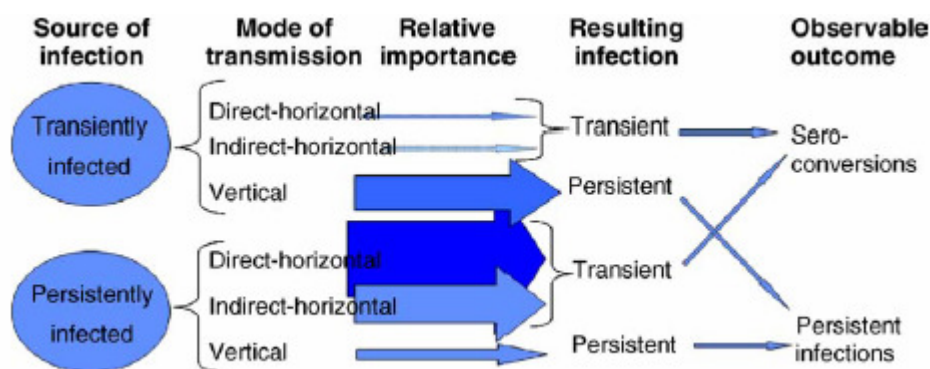 Source of infection
Mode of transmission
Relative importance
Resulting infection
Observable outcome
Transiently infected
Direct-horizontal
Indirect-horizontal
Vertical
Transient
Persistent
Sero-conversions
Persistently infected
Direct-horizontal
Indirect-horizontal
Vertical
Transient
Persistent
Persistent infections